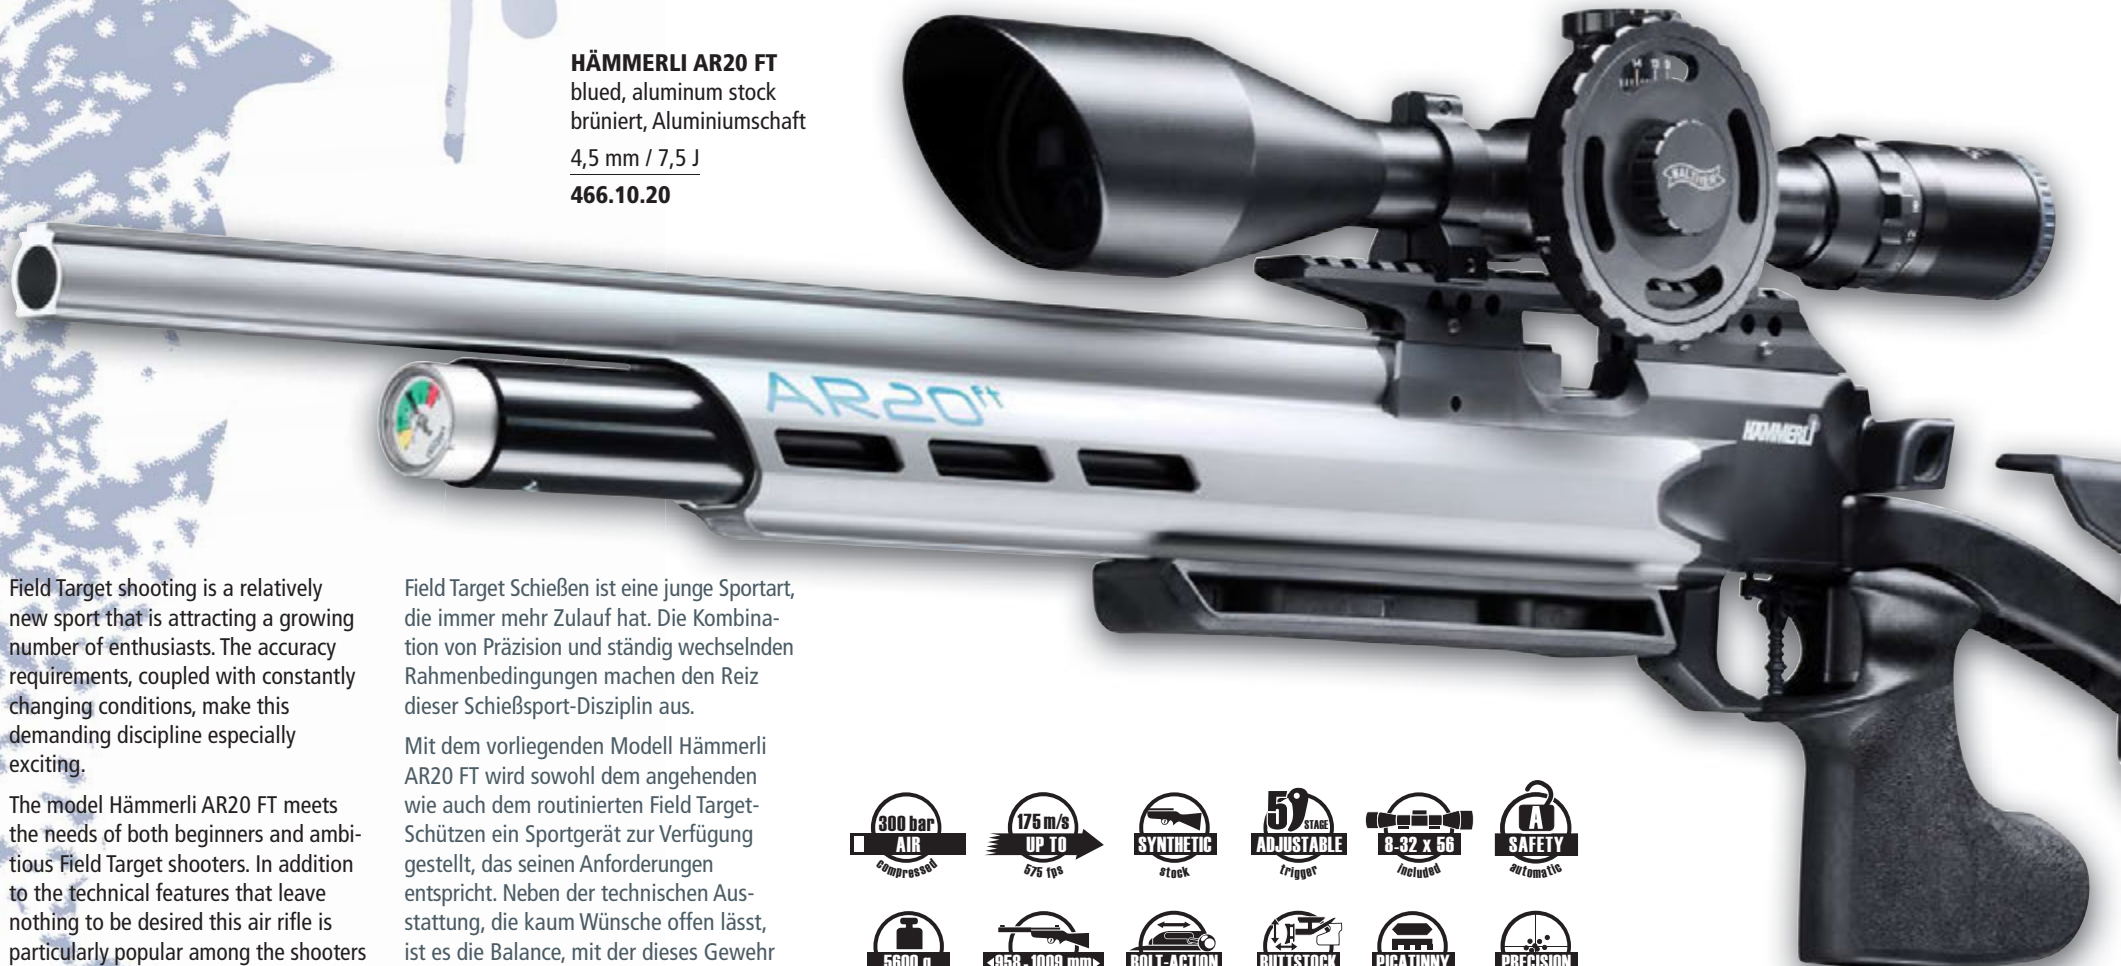 HÄMMERLI AR20 FT
blued, aluminum stock
brüniert, Aluminiumschaft
4,5 mm / 7,5 J
466.10.20
WALTHER
AR20ft
HÄMMERLI
Field Target shooting is a relatively
new sport that is attracting a growing
number of enthusiasts. The accuracy
requirements, coupled with constantly
changing conditions, make this
demanding discipline especially
exciting.
The model Hämmerli AR20 FT meets
the needs of both beginners and ambi-
tious Field Target shooters. In addition
to the technical features that leave
nothing to be desired this air rifle is
particularly popular among the shooters
Field Target Schießen ist eine junge Sportart,
die immer mehr Zulauf hat. Die Kombina-
tion von Präzision und ständig wechselnden
Rahmenbedingungen machen den Reiz
dieser Schießsport-Disziplin aus.
Mit dem vorliegenden Modell Hämmerli
AR20 FT wird sowohl dem angehenden
wie auch dem routinierten Field Target-
Schützen ein Sportgerät zur Verfügung
gestellt, das seinen Anforderungen
entspricht. Neben der technischen Aus-
stattung, die kaum Wünsche offen lässt,
ist es die Balance, mit der dieses Gewehr
300 bar
AIR
compressed
175 m/s
UP TO
575 fps
SYNTHETIC
stock
5 STAGE
ADJUSTABLE
trigger
8-32 x 56
included
A
SAFETY
automatic
5600 g
958 - 1009 mm
BOLT-ACTION
BUTTSTOCK
PICATINNY
PRECISION